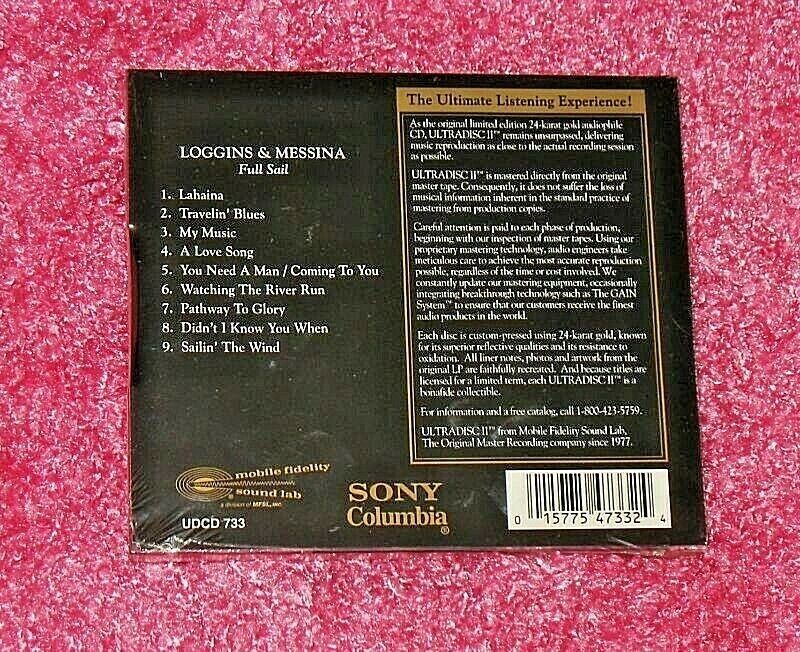 LOGGINS & MESSINA
Full Sail
1. Lahaina
2. Travelin' Blues
3. My Music
4. A Love Song
5. You Need A Man / Coming To You
6. Watching The River Run
7. Pathway To Glory
8. Didn't I Know You When
9. Sailin' The Wind
The Ultimate Listening Experience!
As the original limited edition 24-karat gold audiophile
CD, ULTRADISC II™ remains unsurpassed, delivering
music reproduction as close to the actual recording session
as possible.
ULTRADISC II™ is mastered directly from the original
master tape. Consequently, it does not suffer the loss of
musical information inherent in the standard practice of
mastering from production copies.
Careful attention is paid to each phase of production,
beginning with our inspection of master tapes. Using our
proprietary mastering technology, audio engineers take
meticulous care to achieve the most accurate reproduction
possible, regardless of the time or cost involved. We
constantly update our mastering equipment, occasionally
integrating breakthrough technology such as The GAIN
System™ to ensure that our customers receive the finest
audio products in the world.
Each disc is custom-pressed using 24-karat gold, known
for its superior reflective qualities and its resistance to
oxidation. All liner notes, photos and artwork from the
original LP are faithfully recreated. And because titles are
licensed for a limited term, each ULTRADISC II™ is a
bonafide collectible.
For information and a free catalog, call 1-800-423-5759.
ULTRADISC II™ from Mobile Fidelity Sound Lab,
The Original Master Recording company since 1977.
mobile fidelity
® sound lab
a division of MFSL, INC.
UDCD 733
SONY
Columbia®
0 15775 47332 4